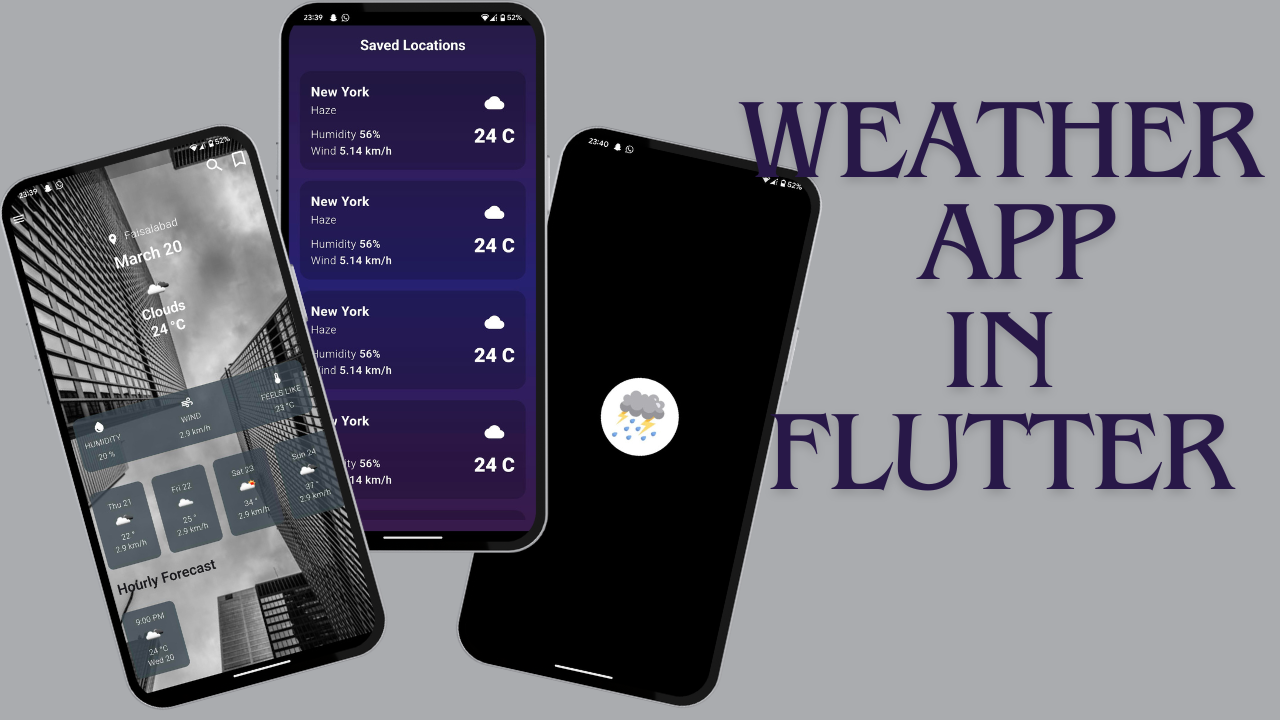 23:39
52%
Faisalabad
March 20
Clouds
24 °C
HUMIDITY
20 %
WIND
2.9 km/h
FEELS LIKE
23 °C
Thu 21
22 °
2.9 km/h
Fri 22
25 °
2.9 km/h
Sat 23
34 °
2.9 km/h
Sun 24
37 °
2.9 km/h
Hourly Forecast
9:00 PM
24 °C
Wed 20
23:39
52%
Saved Locations
New York
Haze
Humidity 56%
Wind 5.14 km/h
24 C
New York
Haze
Humidity 56%
Wind 5.14 km/h
24 C
New York
Haze
Humidity 56%
ind 5.14 km/h
24 C
York
ty 56%
14 km/h
24 C
23:40
52%
WEATHER
APP
IN
FLUTTER